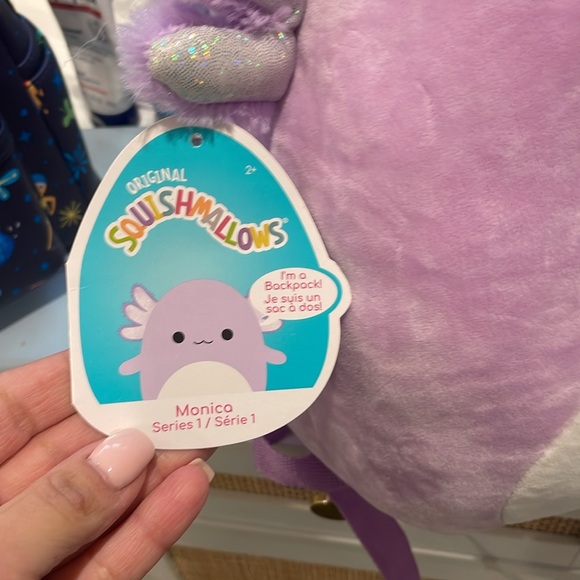 ORIGINAL
2+
SQUISHMALLOWS®
I'm a
Backpack!
Je suis un
sac à dos!
Monica
Series 1 / Série 1